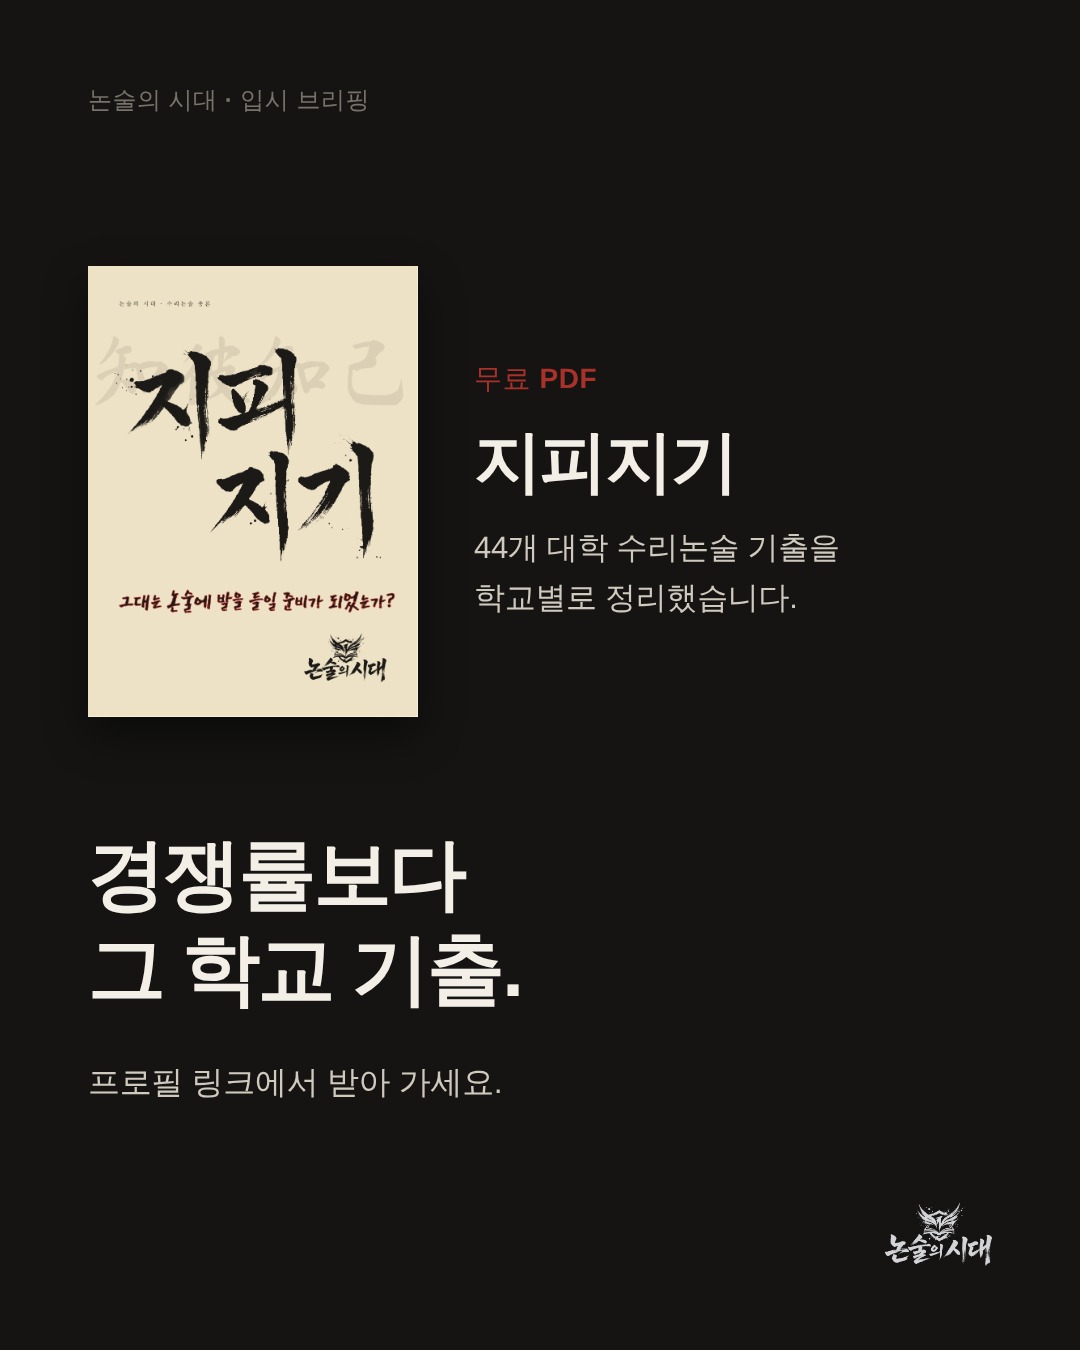 논술의 시대 · 입시 브리핑
논술의 시대 · 수리논술 총론
知彼知己
지피
지기
그대는 논술에 발을 들일 준비가 되었는가?
논술의시대
무료 PDF
지피지기
44개 대학 수리논술 기출을
학교별로 정리했습니다.
경쟁률보다
그 학교 기출.
프로필 링크에서 받아 가세요.
논술의시대